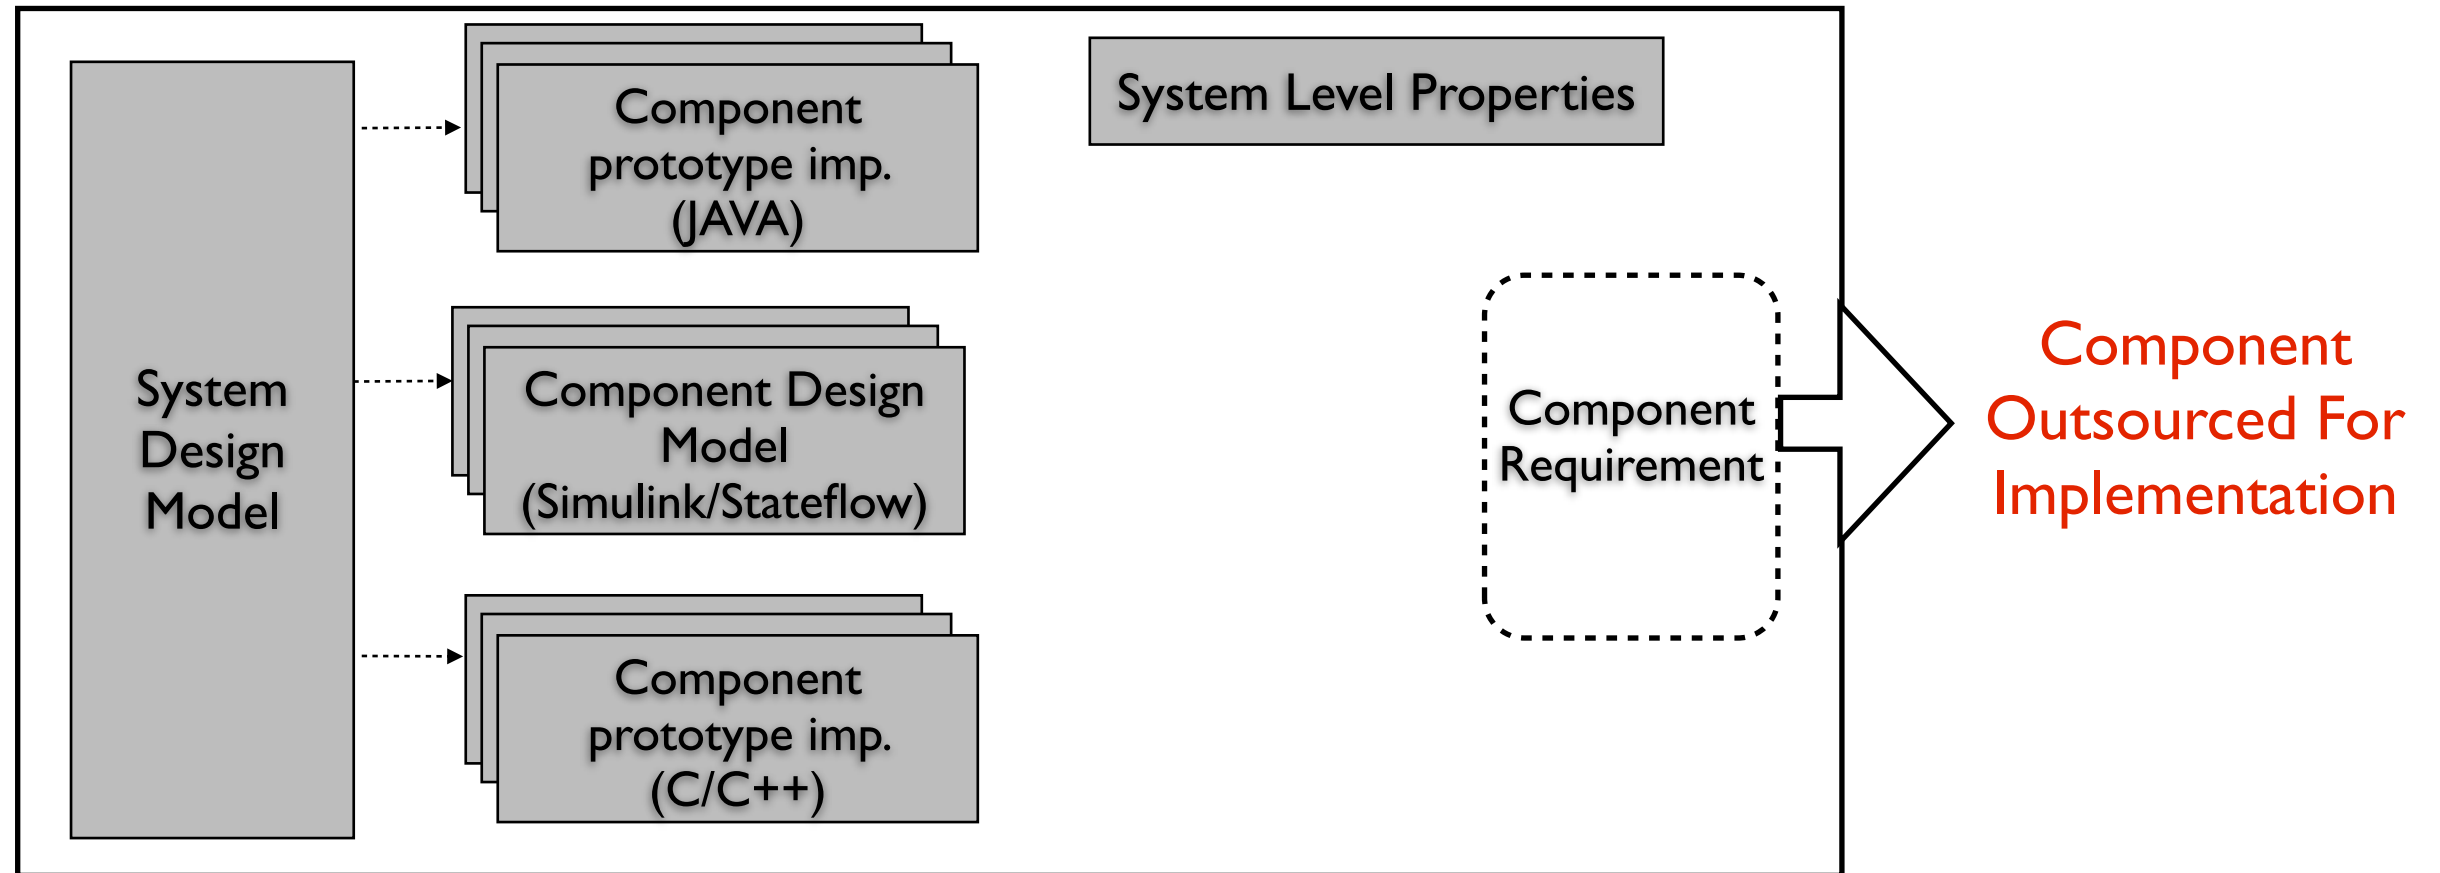 System
Design
Model
Component
prototype imp.
(JAVA)
Component Design
Model
(Simulink/Stateflow)
Component
prototype imp.
(C/C++)
System Level Properties
Component
Requirement
Component
Outsourced For
Implementation